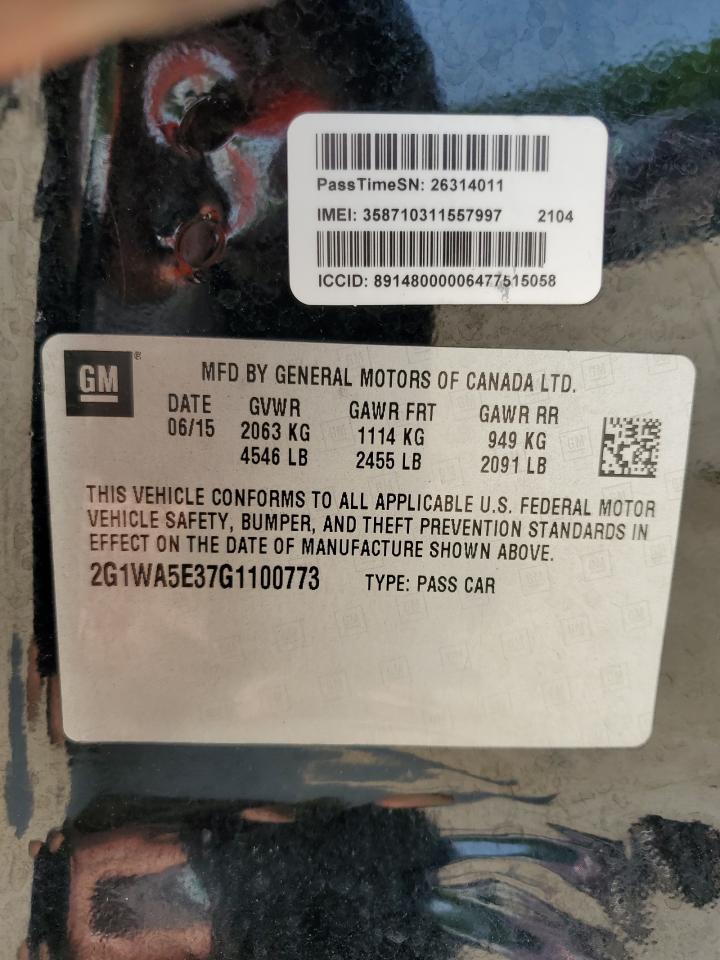 PassTimeSN: 26314011
IMEI: 358710311557997 2104
ICCID: 89148000006477515058
GM ®
MFD BY GENERAL MOTORS OF CANADA LTD.
DATE GVWR GAWR FRT GAWR RR
06/15 2063 KG 1114 KG 949 KG
4546 LB 2455 LB 2091 LB
THIS VEHICLE CONFORMS TO ALL APPLICABLE U.S. FEDERAL MOTOR
VEHICLE SAFETY, BUMPER, AND THEFT PREVENTION STANDARDS IN
EFFECT ON THE DATE OF MANUFACTURE SHOWN ABOVE.
2G1WA5E37G1100773 TYPE: PASS CAR